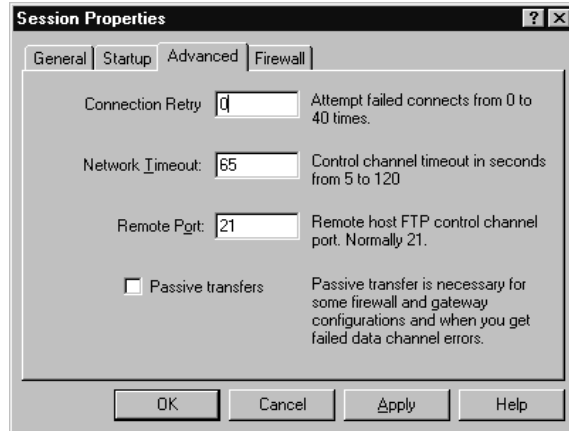 Session Properties
General Startup Advanced Firewall
Connection Retry 0 Attempt failed connects from 0 to
40 times.
Network Timeout: 65 Control channel timeout in seconds
from 5 to 120
Remote Port: 21 Remote host FTP control channel
port. Normally 21.
Passive transfers Passive transfer is necessary for
some firewall and gateway
configurations and when you get
failed data channel errors.
OK Cancel Apply Help